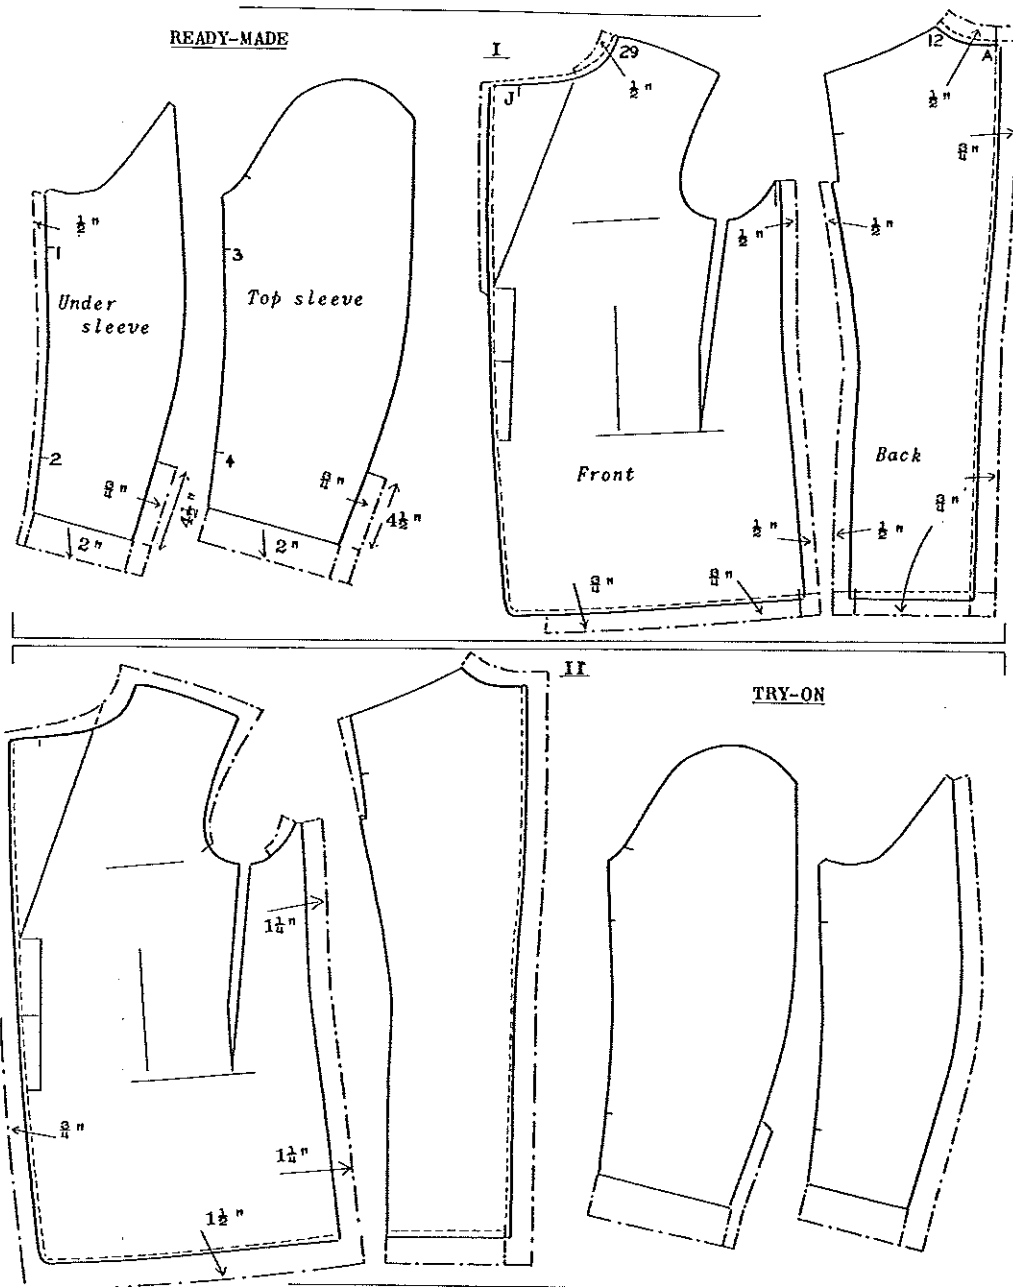 READY-MADE
I
29
½"
J
12
A
½"
¾"
½"
1
Under
sleeve
3
Top sleeve
½"
½"
2
4
¾"
4½"
2"
¾"
4½"
2"
Front
Back
¾"
½"
½"
¾"
¾"
II
TRY-ON
1¼"
¾"
1¼"
1½"